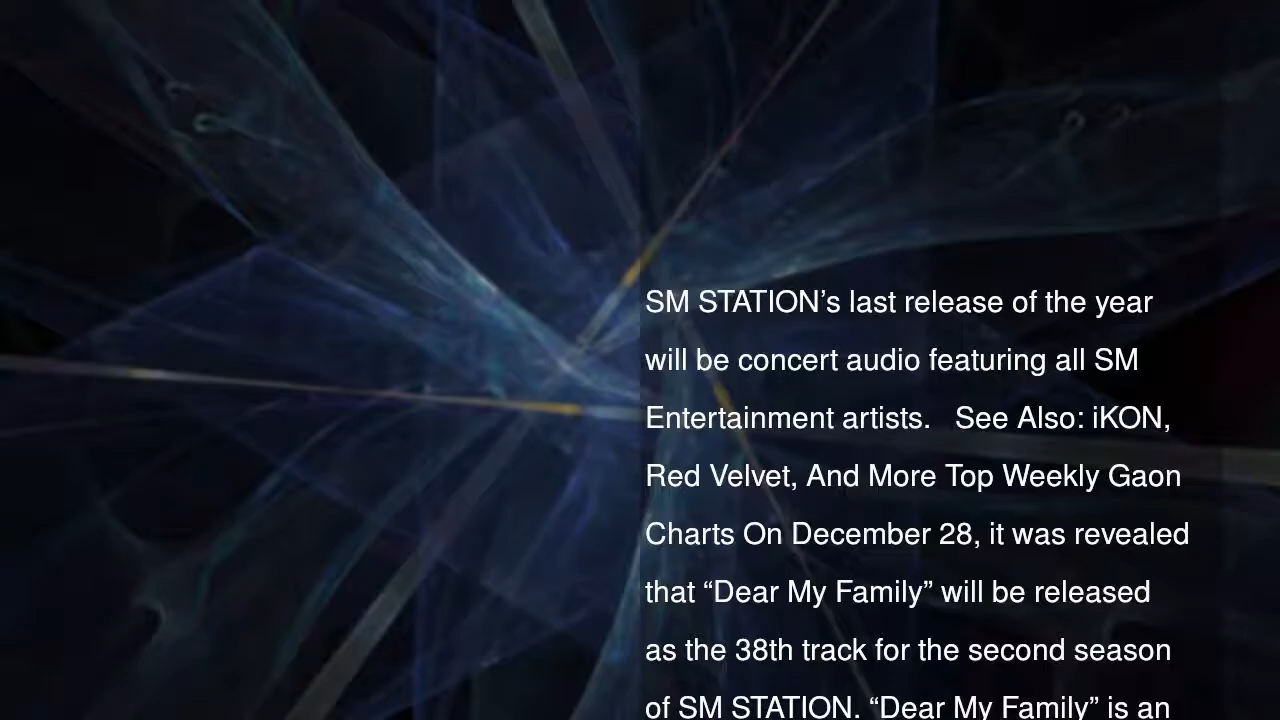 SM STATION’s last release of the year
will be concert audio featuring all SM
Entertainment artists.   See Also: iKON,
Red Velvet, And More Top Weekly Gaon
Charts On December 28, it was revealed
that “Dear My Family” will be released
as the 38th track for the second season
of SM STATION. “Dear My Family” is an